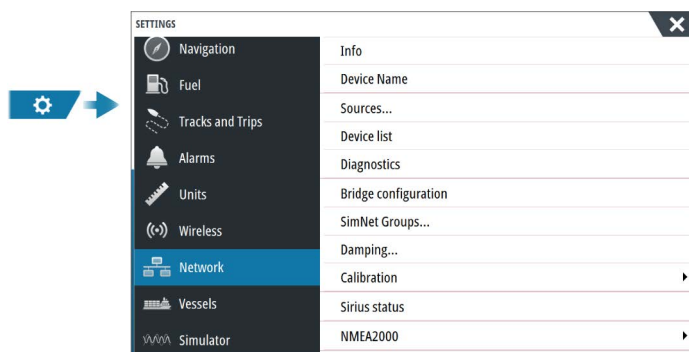 SETTINGS
Navigation
Fuel
Tracks and Trips
Alarms
Units
Wireless
Network
Vessels
Simulator
Info
Device Name
Sources...
Device list
Diagnostics
Bridge configuration
SimNet Groups...
Damping...
Calibration
Sirius status
NMEA2000